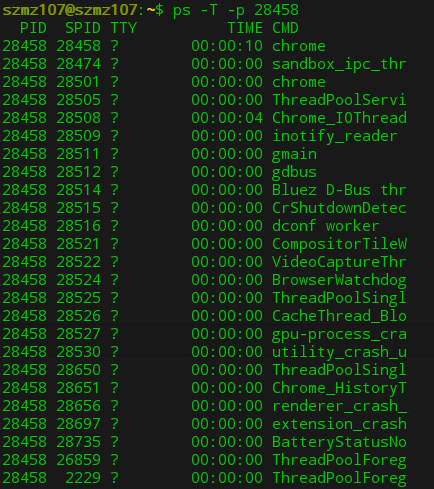 szmz107@szmz107:~$ ps -T -p 28458
PID SPID TTY TIME CMD
28458 28458 ? 00:00:10 chrome
28458 28474 ? 00:00:00 sandbox_ipc_thr
28458 28501 ? 00:00:00 chrome
28458 28505 ? 00:00:00 ThreadPoolServi
28458 28508 ? 00:00:04 Chrome_IOThread
28458 28509 ? 00:00:00 inotify_reader
28458 28511 ? 00:00:00 gmain
28458 28512 ? 00:00:00 gdbus
28458 28514 ? 00:00:00 Bluez D-Bus thr
28458 28515 ? 00:00:00 CrShutdownDetec
28458 28516 ? 00:00:00 dconf worker
28458 28521 ? 00:00:00 CompositorTileW
28458 28522 ? 00:00:00 VideoCaptureThr
28458 28524 ? 00:00:00 BrowserWatchdog
28458 28525 ? 00:00:00 ThreadPoolSingl
28458 28526 ? 00:00:00 CacheThread_Blo
28458 28527 ? 00:00:00 gpu-process_cra
28458 28530 ? 00:00:00 utility_crash_u
28458 28650 ? 00:00:00 ThreadPoolSingl
28458 28651 ? 00:00:00 Chrome_HistoryT
28458 28656 ? 00:00:00 renderer_crash_
28458 28697 ? 00:00:00 extension_crash
28458 28735 ? 00:00:00 BatteryStatusNo
28458 26859 ? 00:00:00 ThreadPoolForeg
28458 2229 ? 00:00:00 ThreadPoolForeg